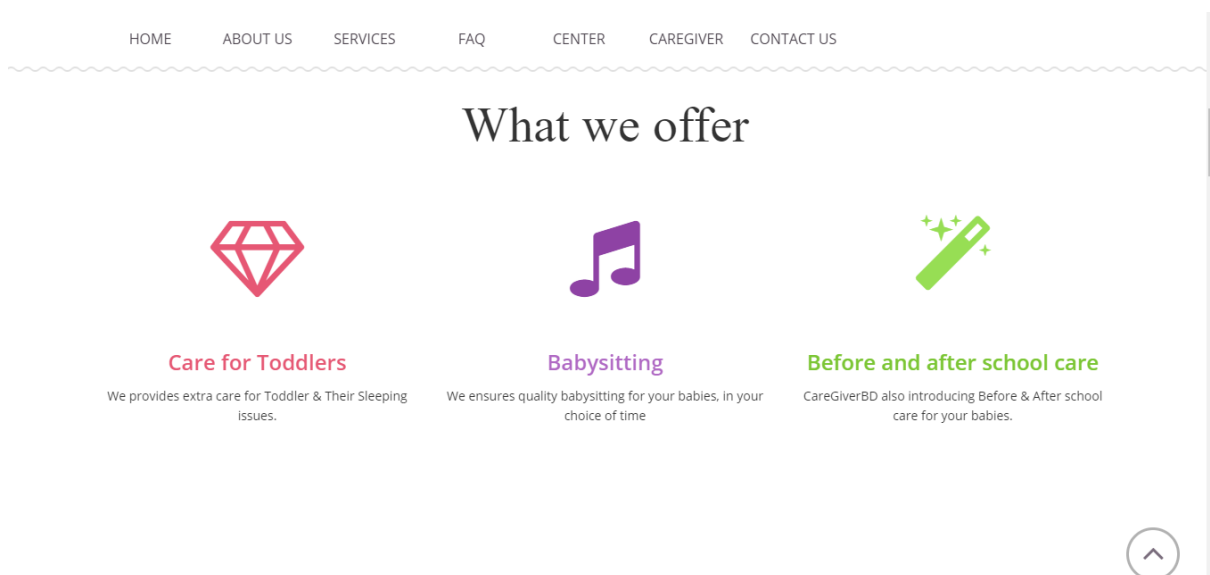 HOME ABOUT US SERVICES FAQ CENTER CAREGIVER CONTACT US
What we offer
Care for Toddlers
We provides extra care for Toddler & Their Sleeping
issues.
Babysitting
We ensures quality babysitting for your babies, in your
choice of time
Before and after school care
CareGiverBD also introducing Before & After school
care for your babies.